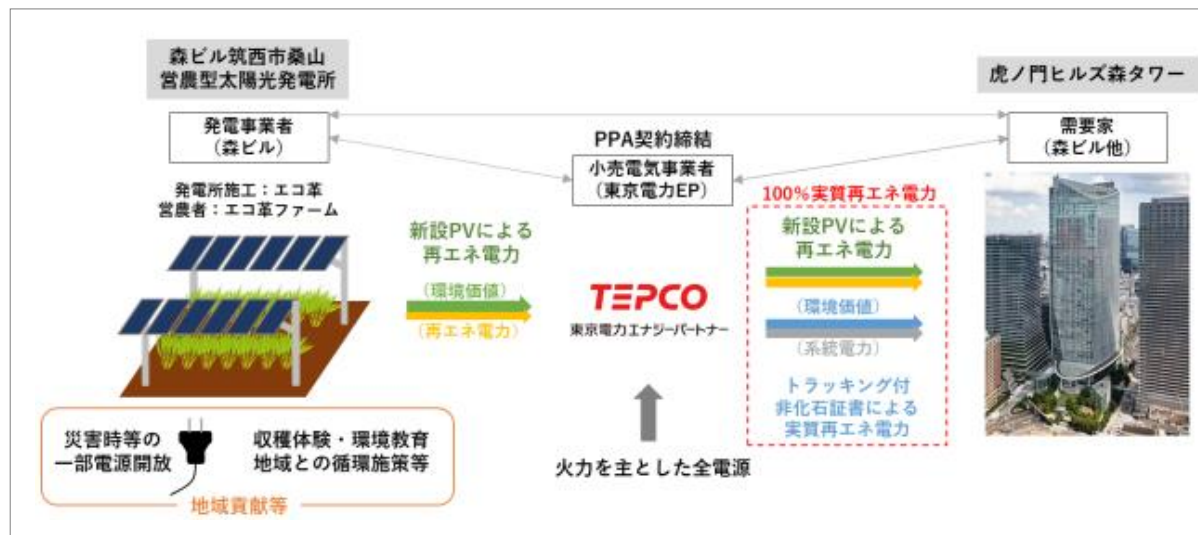 森ビル筑西市桑山
営農型太陽光発電所
虎ノ門ヒルズ森タワー
発電事業者
(森ビル)
PPA契約締結
小売電気事業者
(東京電力EP)
需要家
(森ビル他)
発電所施工：エコ革
営農者：エコ革ファーム
100%実質再エネ電力
新設PVによる
再エネ電力
(環境価値)
(再エネ電力)
TEPCO
東京電力エナジーパートナー
新設PVによる
再エネ電力
(環境価値)
(系統電力)
トラッキング付
非化石証書による
実質再エネ電力
火力を主とした全電源
災害時等の
一部電源開放
収穫体験・環境教育
地域との循環施策等
地域貢献等